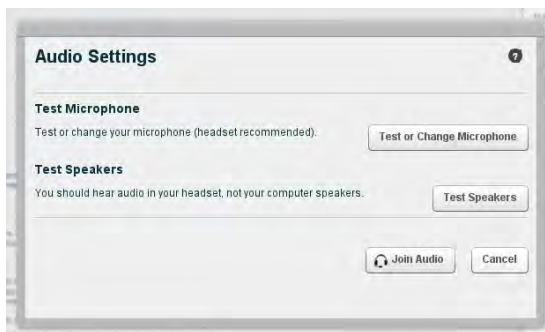 Audio Settings
?
Test Microphone
Test or change your microphone (headset recommended).
Test or Change Microphone
Test Speakers
You should hear audio in your headset, not your computer speakers.
Test Speakers
Join Audio
Cancel